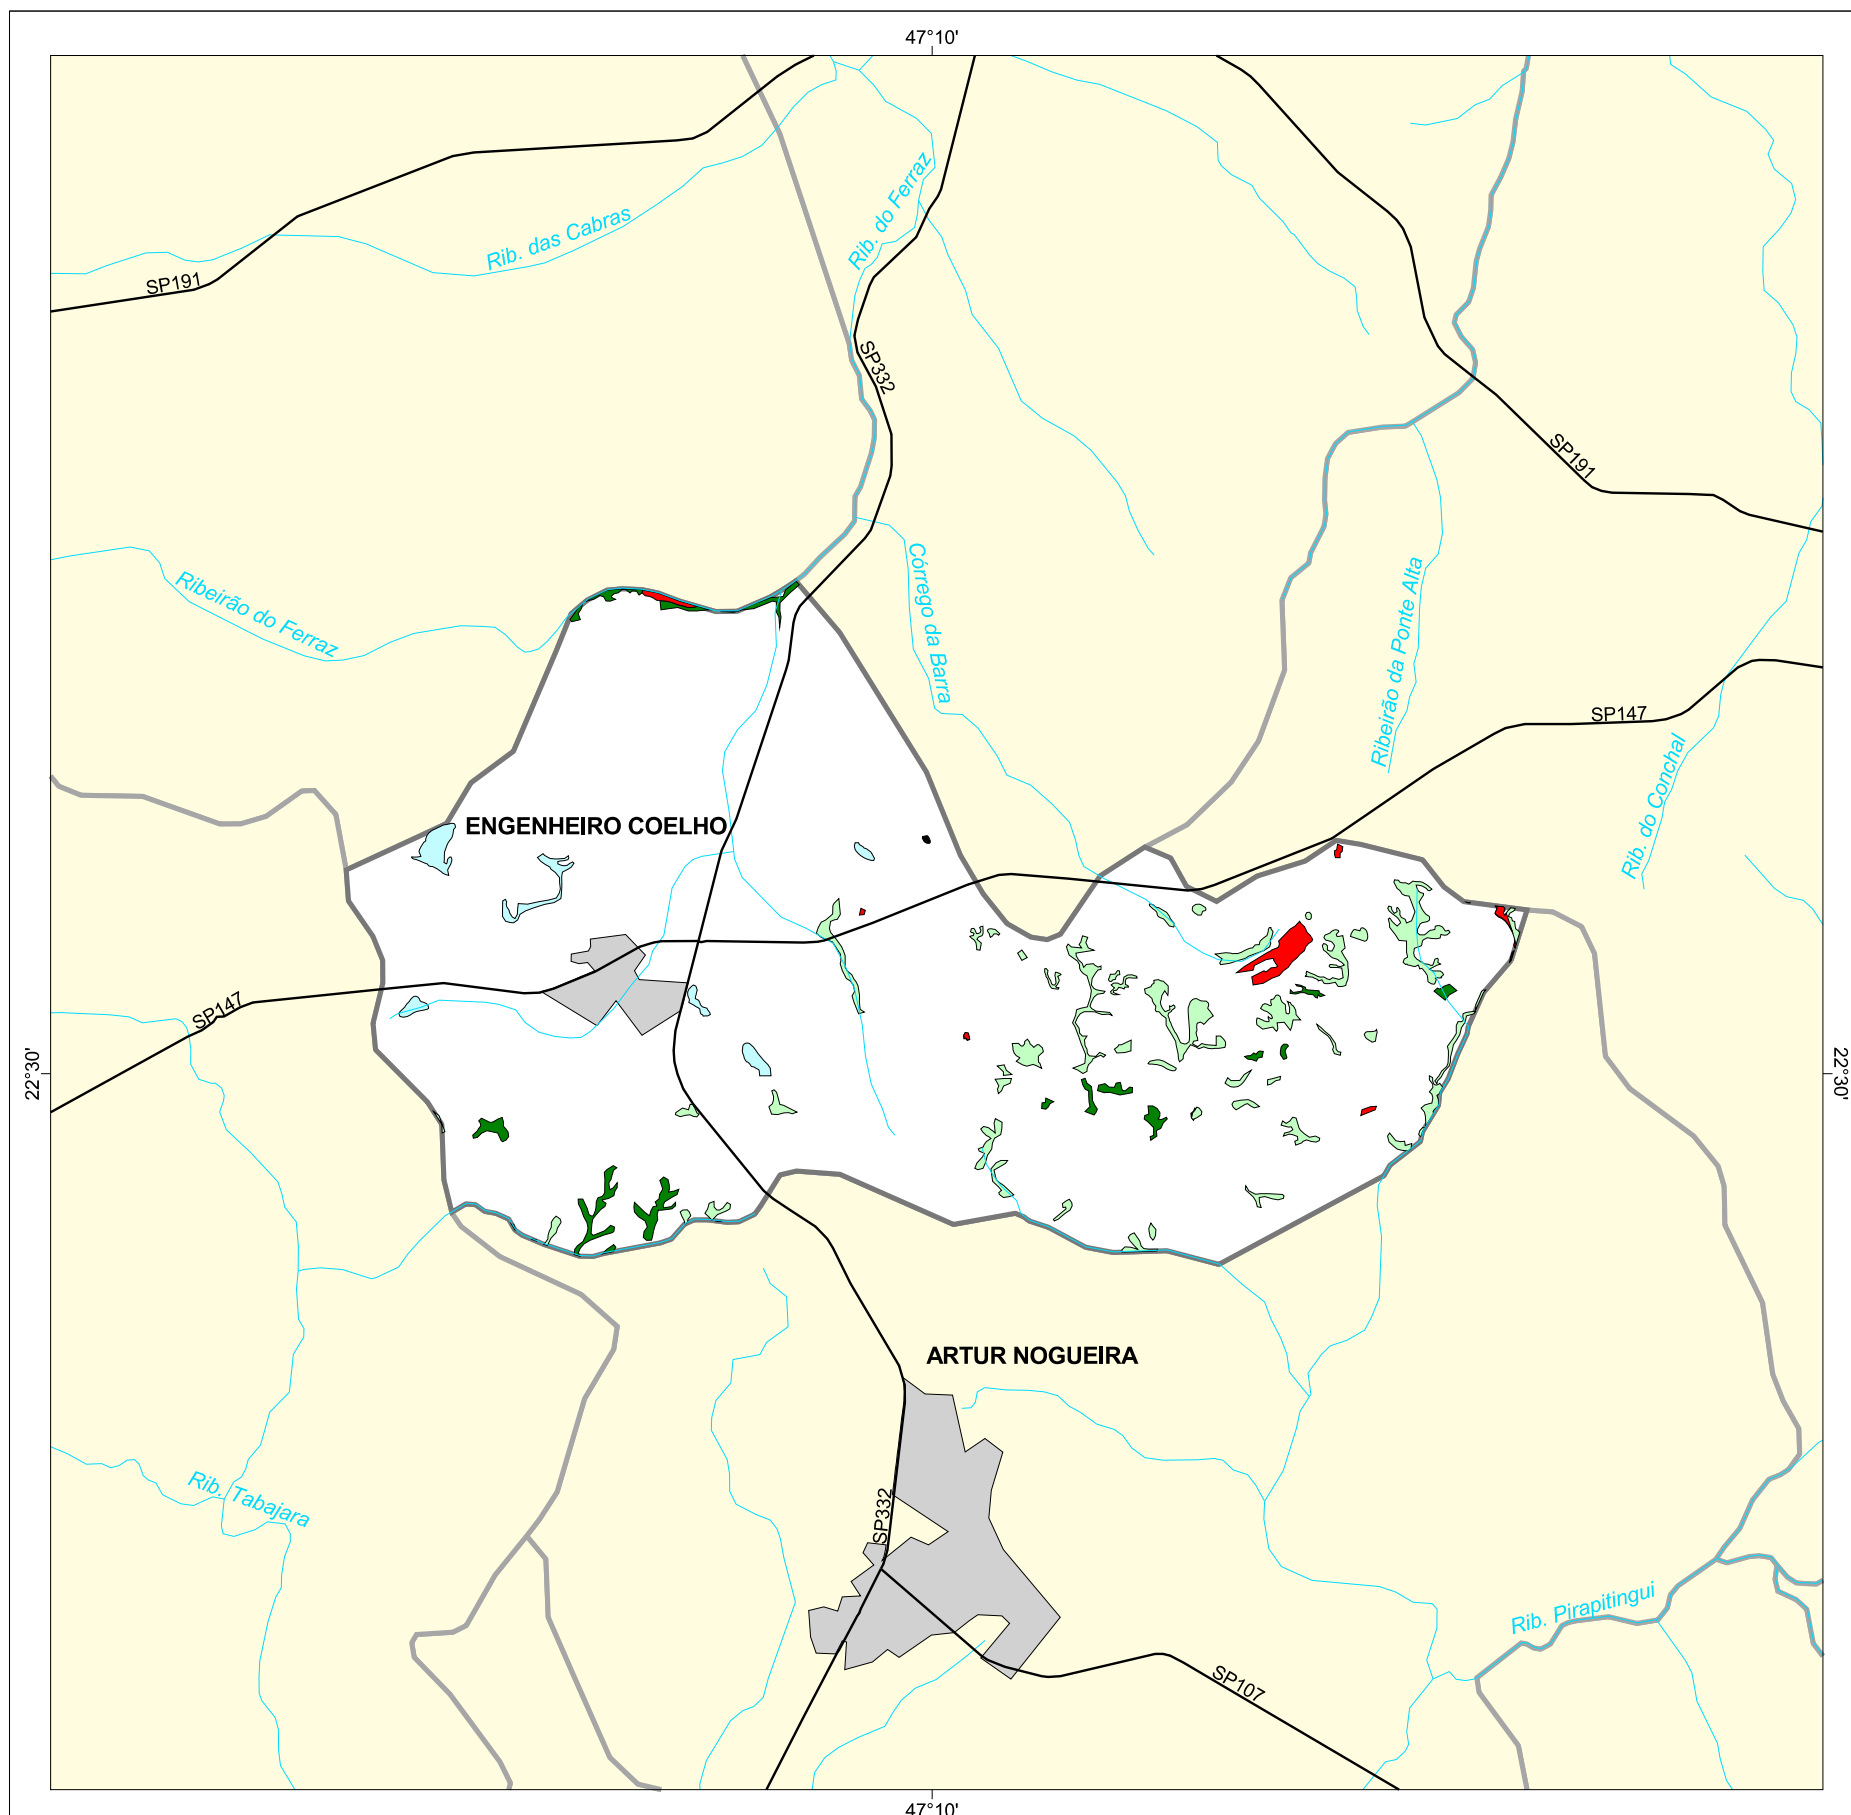 47°10'
Rib. do Ferraz
Rib. das Cabras
SP191
SP332
SP191
Córrego da Barra
Ribeirão da Ponte Alta
Ribeirão do Ferraz
SP147
Rib. do Conchal
ENGENHEIRO COELHO
SP147
22°30'
22°30'
ARTUR NOGUEIRA
Rib. Tabajara
SP332
Rib. Pirapitingui
SP107
47°10'